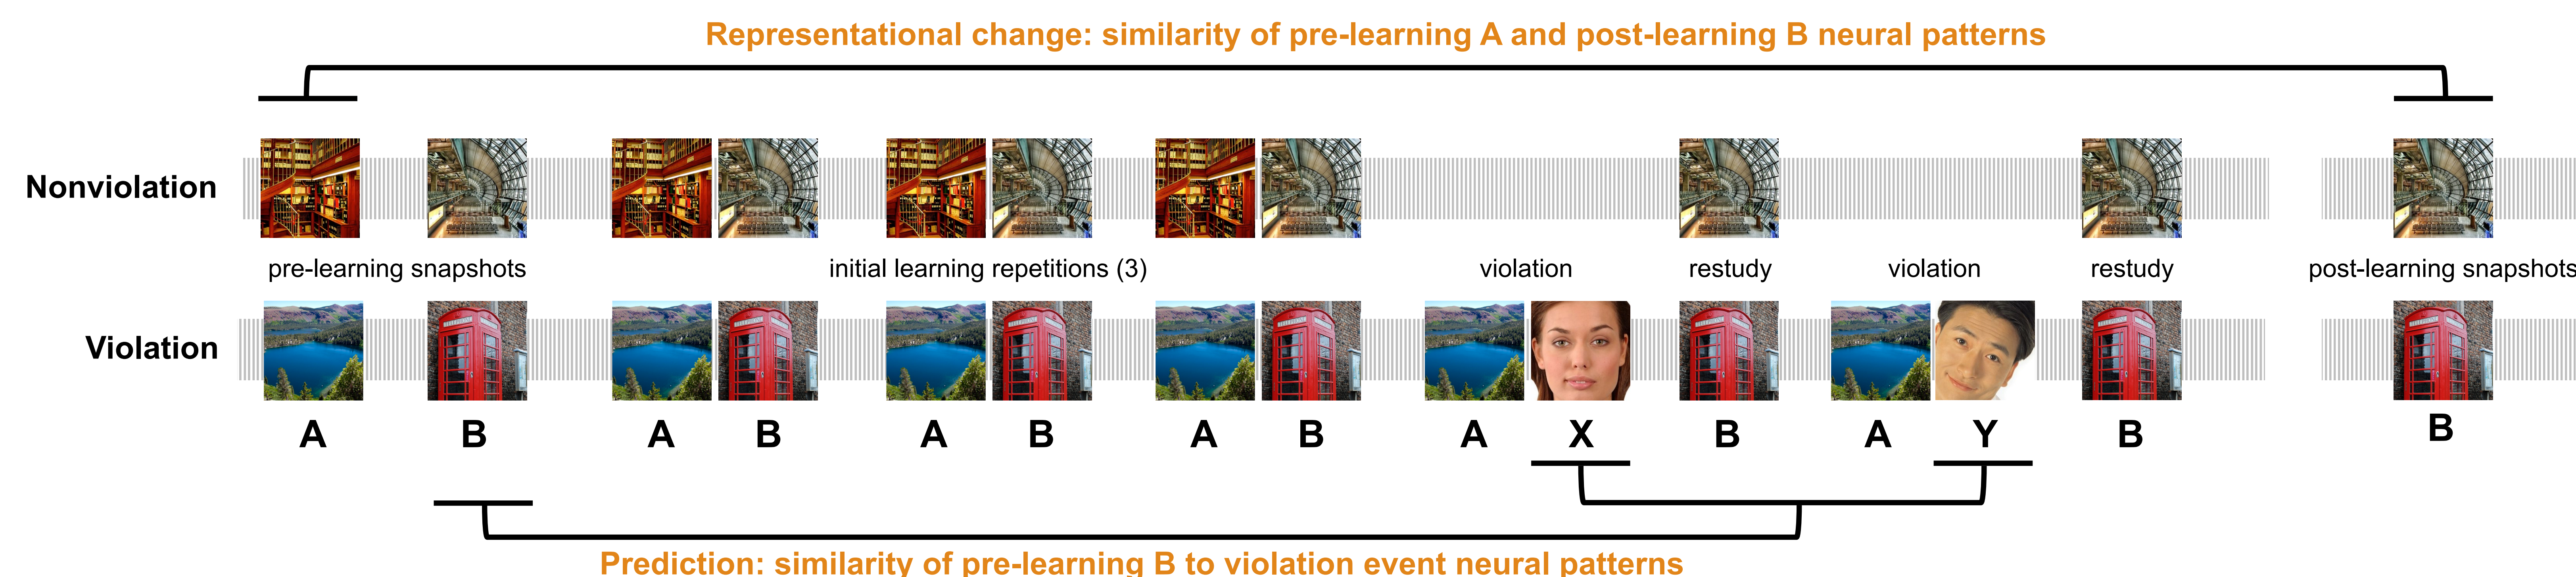 Representational change: similarity of pre-learning A and post-learning B neural patterns
Nonviolation
pre-learning snapshots initial learning repetitions (3) violation restudy violation restudy post-learning snapshots
Violation
A B A B A B A B A X B A Y B B
Prediction: similarity of pre-learning B to violation event neural patterns